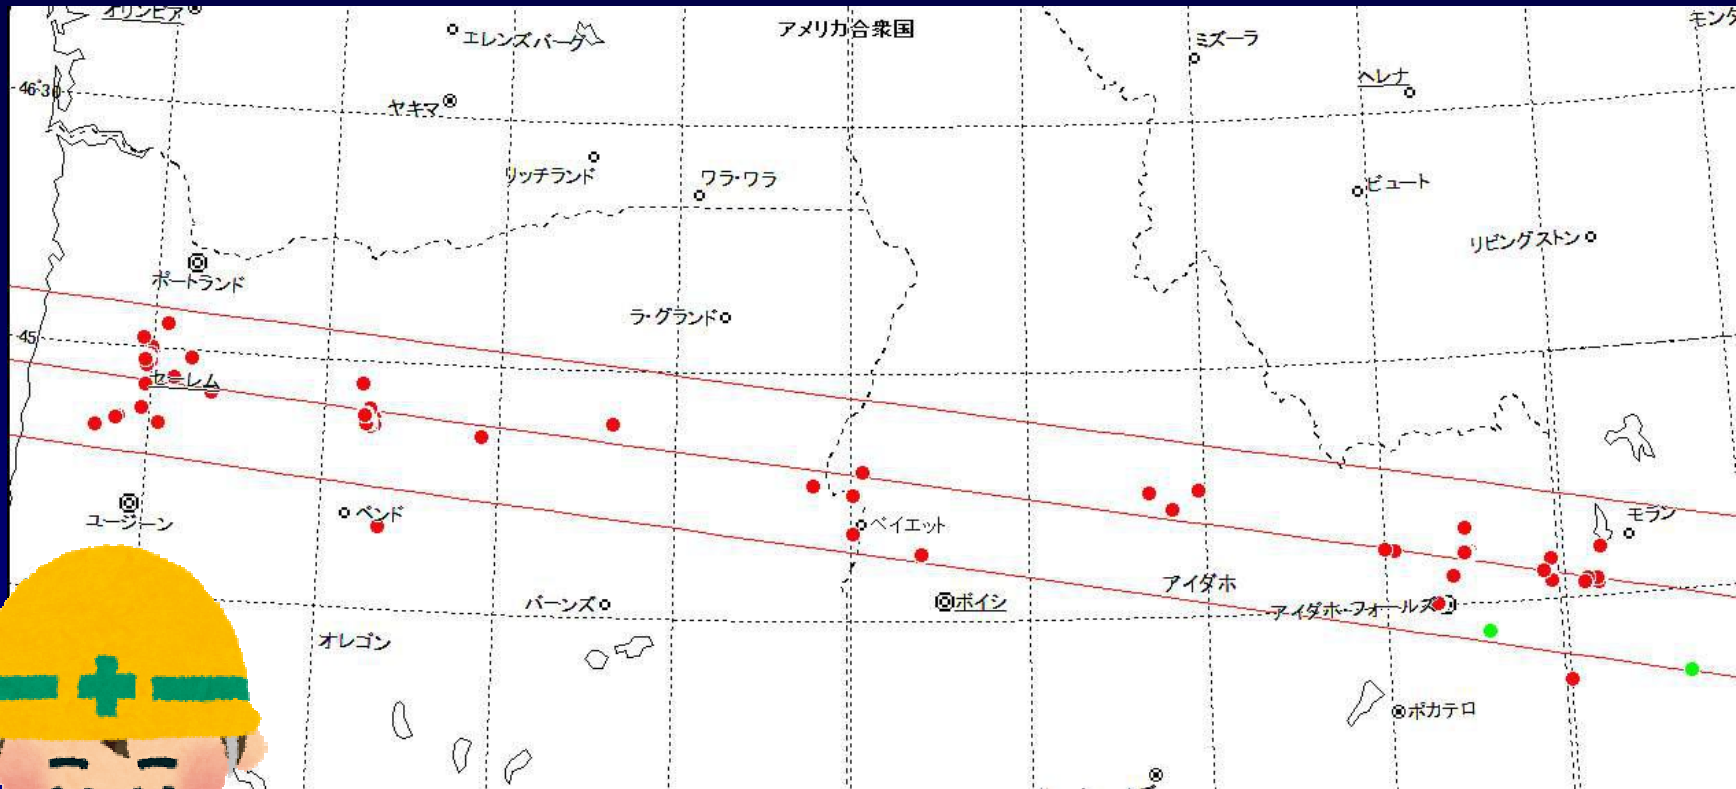 オリンピア
エレンズバーグ
アメリカ合衆国
ミズーラ
モンタ
ヘレナ
46°30
ヤキマ
リッチランド
ワラ・ワラ
ビュート
リビングストン
ポートランド
ラ・グランド
45
セーレム
ユージーン
ベンド
ペイエット
モラン
アイダホ
バーンズ
ボイシ
アイダホ・フォールズ
オレゴン
ポカテロ